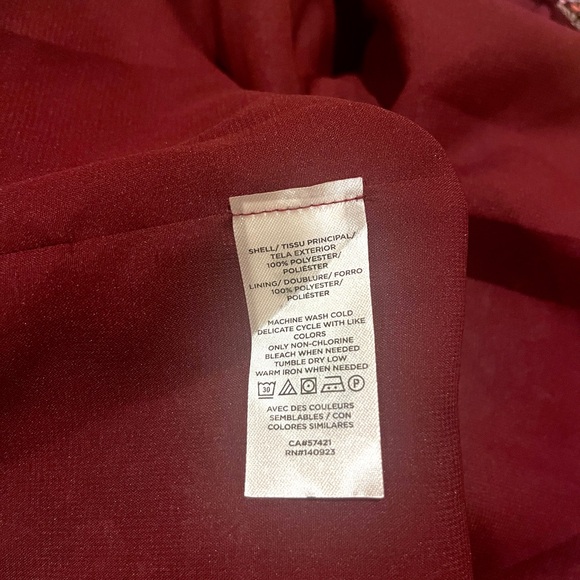 SHELL/ TISSU PRINCIPAL/
TELA EXTERIOR
100% POLYESTER/
POLIÉSTER
LINING/ DOUBLURE/ FORRO
100% POLYESTER/
POLIÉSTER
MACHINE WASH COLD
DELICATE CYCLE WITH LIKE
COLORS
ONLY NON-CHLORINE
BLEACH WHEN NEEDED
TUMBLE DRY LOW
WARM IRON WHEN NEEDED
30 P
AVEC DES COULEURS
SEMBLABLES / CON
COLORES SIMILARES
CA#57421
RN#140923